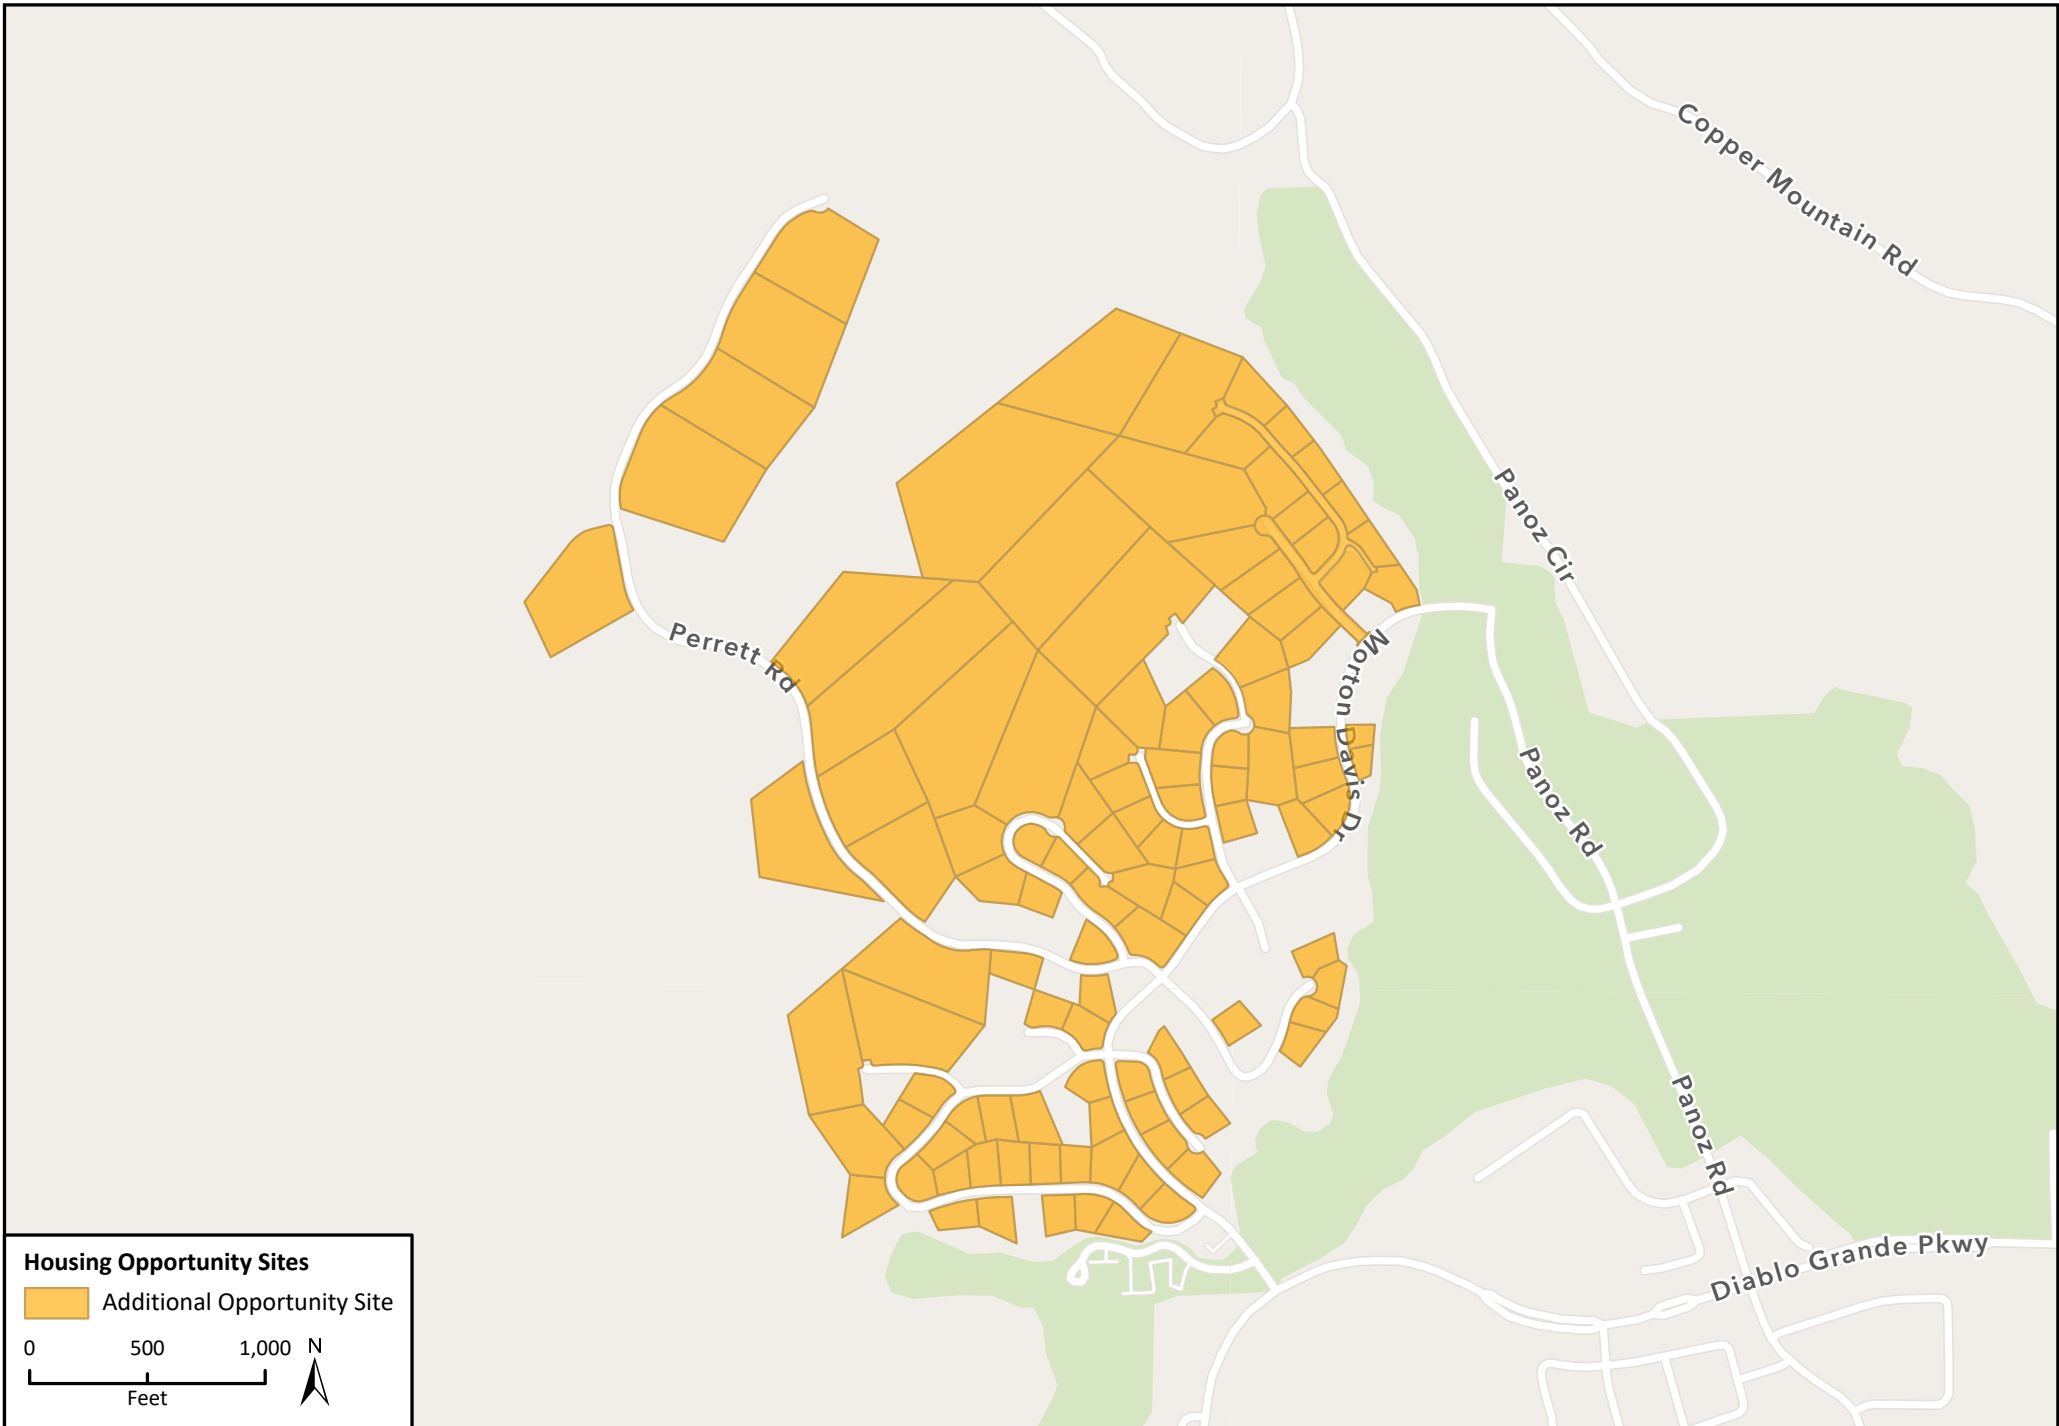 Copper Mountain Rd
Panoz Cir
Perrett Rd
Morton Davis Dr
Panoz Rd
Panoz Rd
Diablo Grande Pkwy
Housing Opportunity Sites
Additional Opportunity Site
0 500 1,000 N
Feet